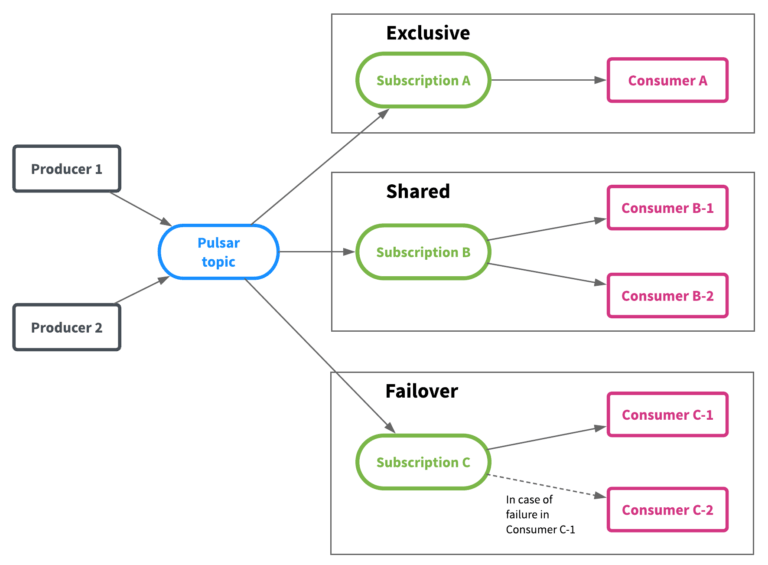 Exclusive
Subscription A
Consumer A
Producer 1
Pulsar
topic
Producer 2
Shared
Subscription B
Consumer B-1
Consumer B-2
Failover
Subscription C
Consumer C-1
In case of
failure in
Consumer C-1
Consumer C-2